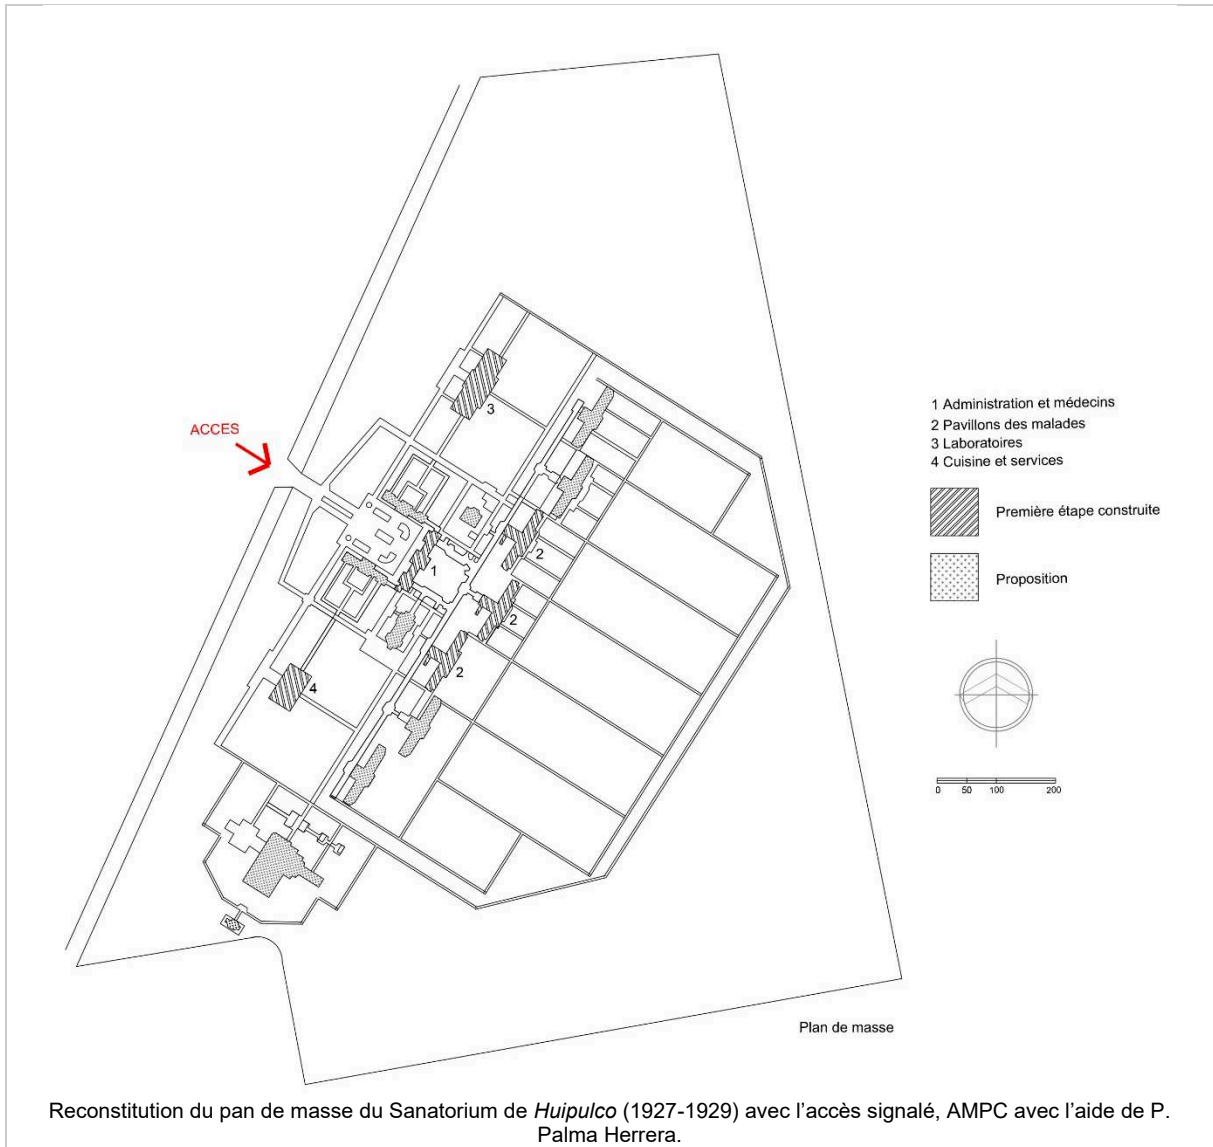 ACCES
3
1
2
2
2
4
1 Administration et médecins
2 Pavillons des malades
3 Laboratoires
4 Cuisine et services
Première étape construite
Proposition
0 50 100 200
Plan de masse
Reconstitution du pan de masse du Sanatorium de Huipulco (1927-1929) avec l’accès signalé, AMPC avec l’aide de P.
Palma Herrera.